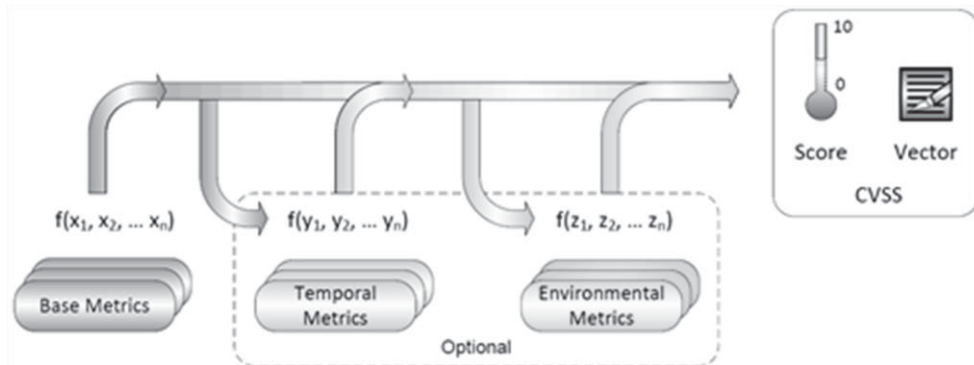 10
0
Score
Vector
CVSS
f(x₁, x₂, ... xₙ)
f(y₁, y₂, ... yₙ)
f(z₁, z₂, ... zₙ)
Base Metrics
Temporal
Metrics
Environmental
Metrics
Optional